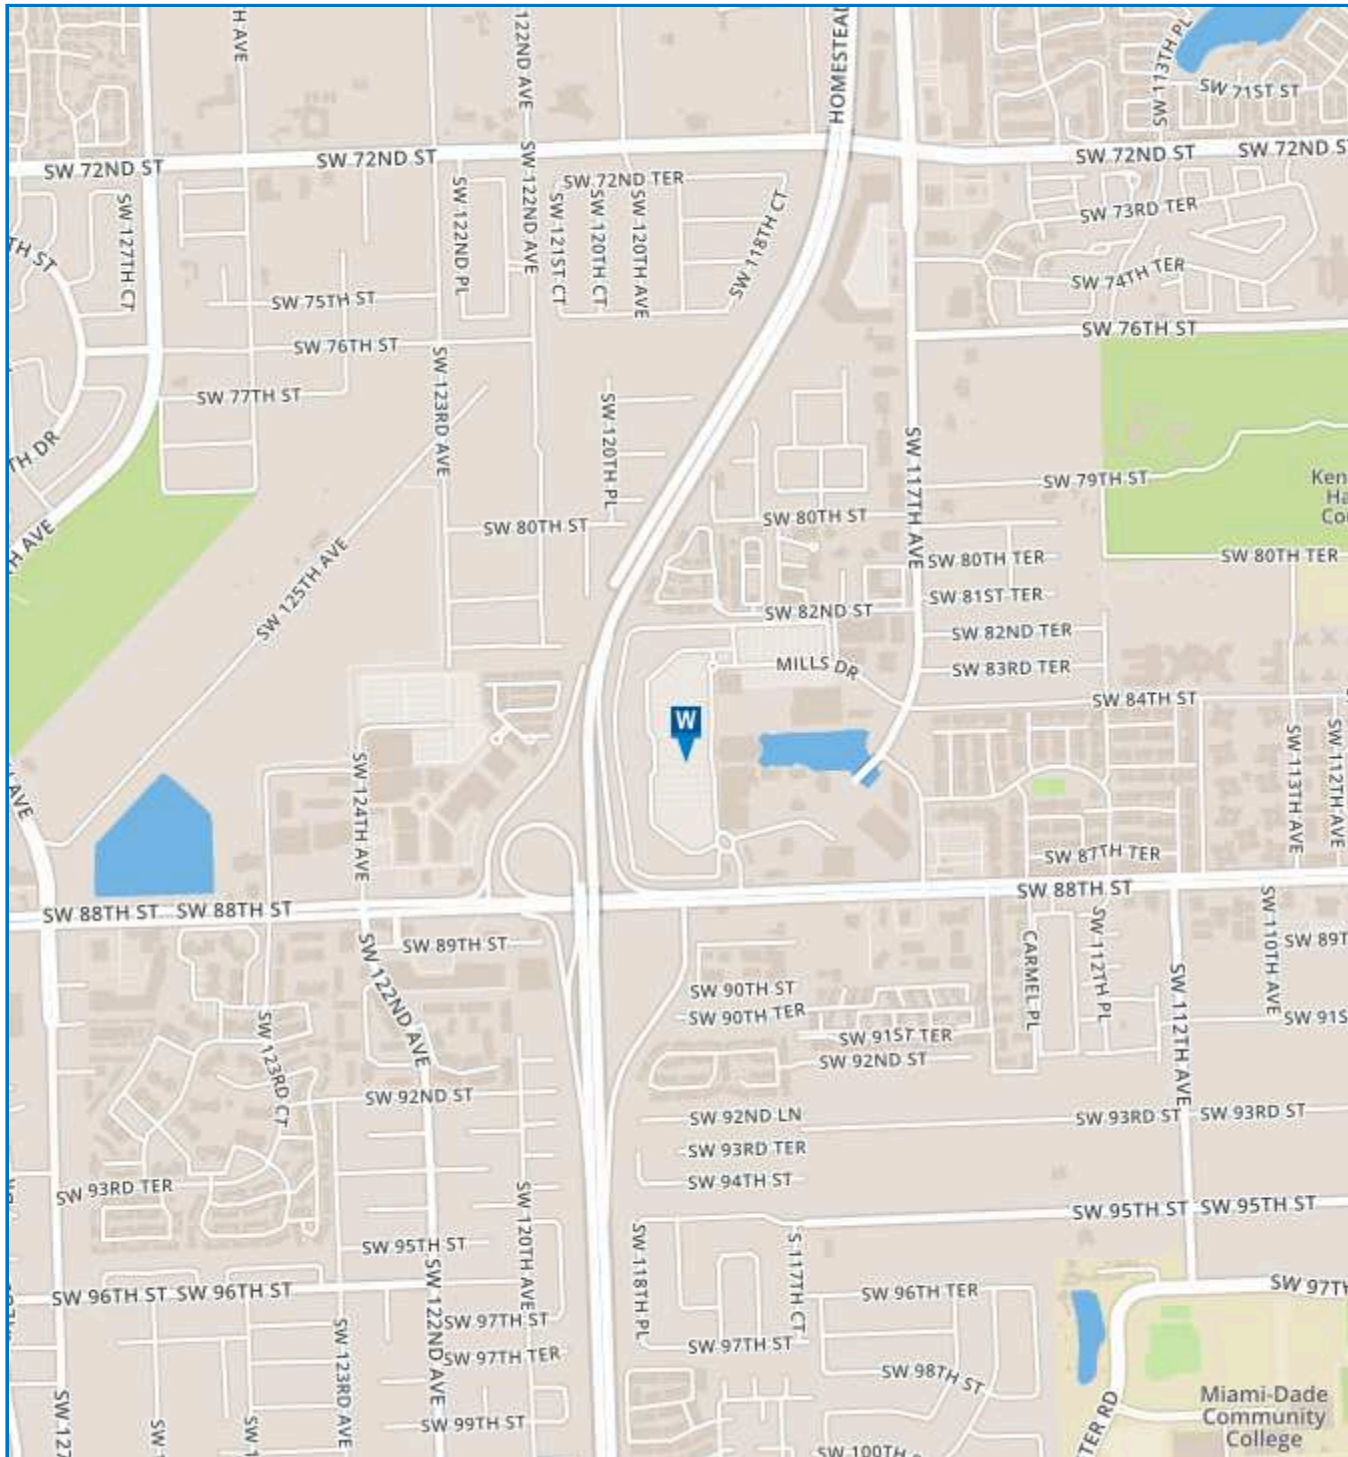 H AVE
122ND AVE
HOMESTEAD
SW 113TH PL
SW 71ST ST
SW 72ND ST
SW 72ND ST
SW 72ND ST
SW 72ND S
SW 127TH CT
SW 122ND PL
SW 122ND AVE
SW 72ND TER
SW 121ST CT
SW 120TH CT
SW 120TH AVE
SW 118TH CT
SW 73RD TER
SW 74TH TER
TH ST
SW 75TH ST
SW 76TH ST
SW 76TH ST
SW 77TH ST
SW 123RD AVE
SW 120TH PL
SW 117TH AVE
TH DR
SW 79TH ST
Ken
Ha
Cou
SW 80TH ST
SW 80TH ST
H AVE
SW 125TH AVE
SW 80TH TER
SW 80TH TER
SW 81ST TER
SW 82ND ST
SW 82ND TER
MILLS DR
SW 83RD TER
SW 84TH ST
W
SW 124TH AVE
AVE
SW 113TH AVE
SW 112TH AVE
SW 87TH TER
SW 88TH ST
SW 88TH ST
SW 88TH ST
SW 89TH ST
SW 122ND AVE
CARMEL PL
SW 112TH PL
SW 110TH AVE
SW 89T
SW 90TH ST
SW 90TH TER
SW 112TH AVE
SW 91S
SW 123RD CT
SW 91ST TER
SW 92ND ST
SW 92ND ST
SW 92ND LN
SW 93RD ST
SW 93RD ST
SW 93RD TER
SW 93RD TER
SW 94TH ST
SW 120TH AVE
SW 95TH ST
SW 95TH ST
SW 118TH PL
S 117TH CT
SW 95TH ST
SW 96TH ST
SW 96TH ST
SW 122ND AVE
SW 96TH TER
SW 97TH
SW 97TH ST
SW 123RD AVE
SW 97TH ST
SW 97TH TER
SW 98TH ST
SW 127
SW 1
SW 1
SW 99TH ST
SW 100TH
TER RD
Miami-Dade
Community
College